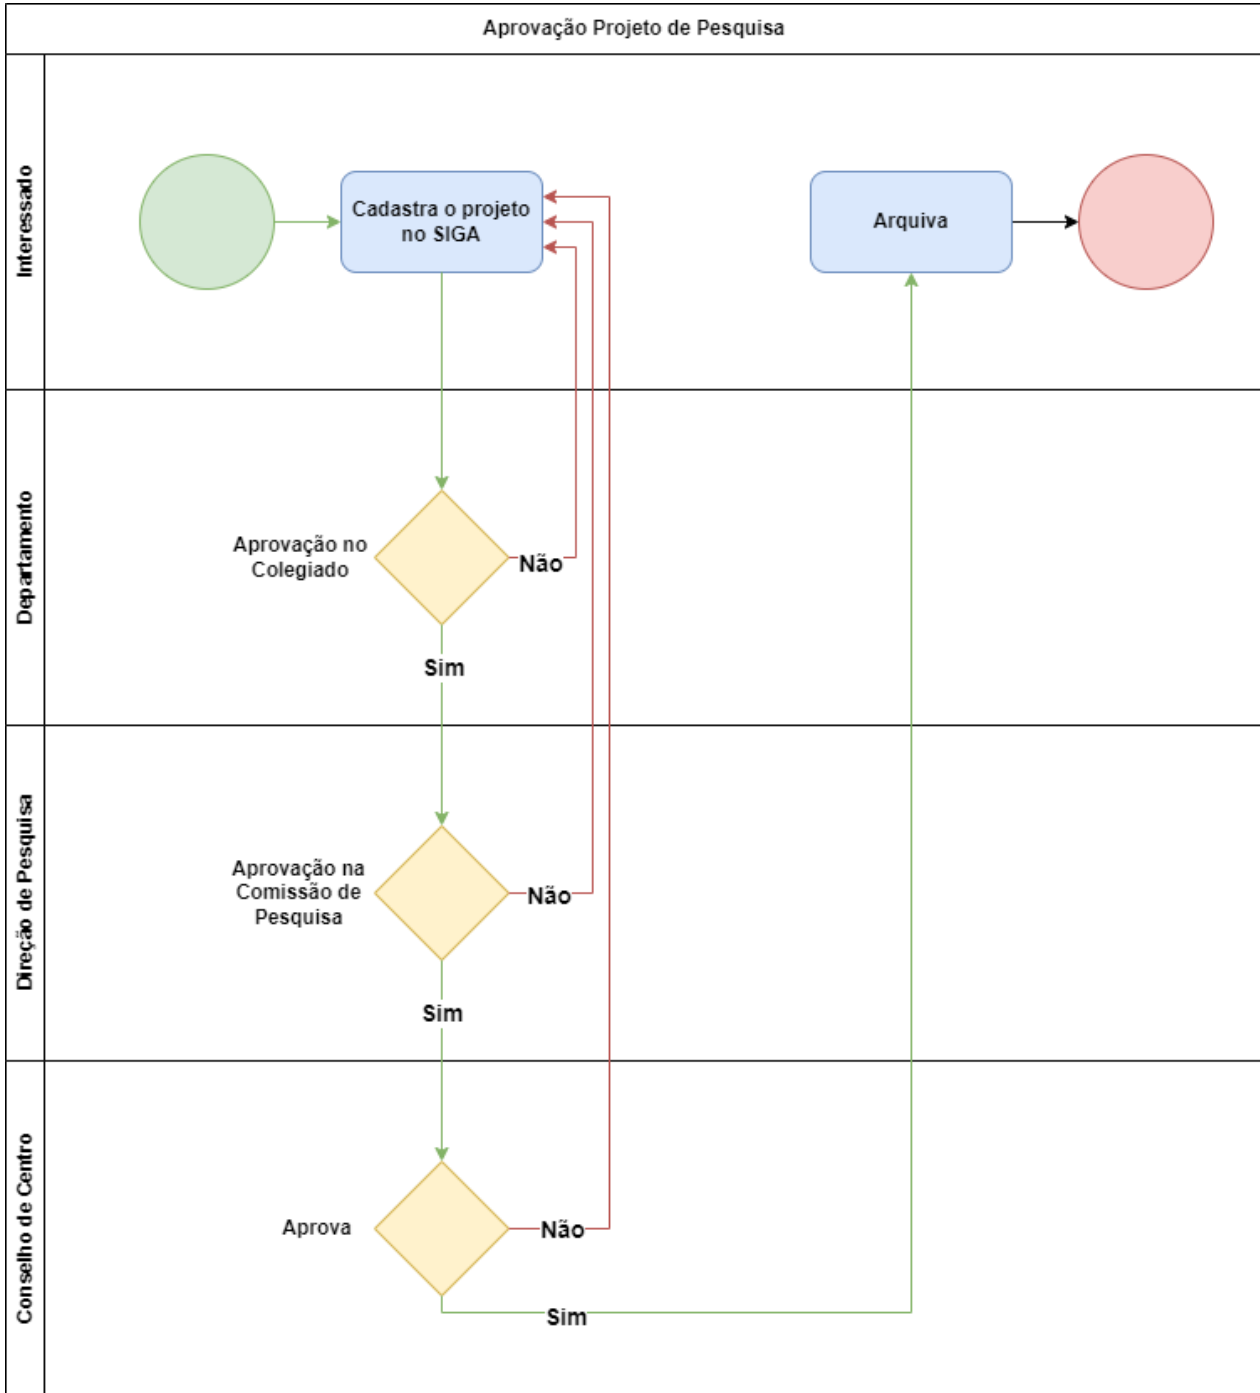 Aprovação Projeto de Pesquisa
Interessado
Cadastra o projeto
no SIGA
Arquiva
Departamento
Aprovação no
Colegiado
Não
Sim
Direção de Pesquisa
Aprovação na
Comissão de
Pesquisa
Não
Sim
Conselho de Centro
Aprova
Não
Sim